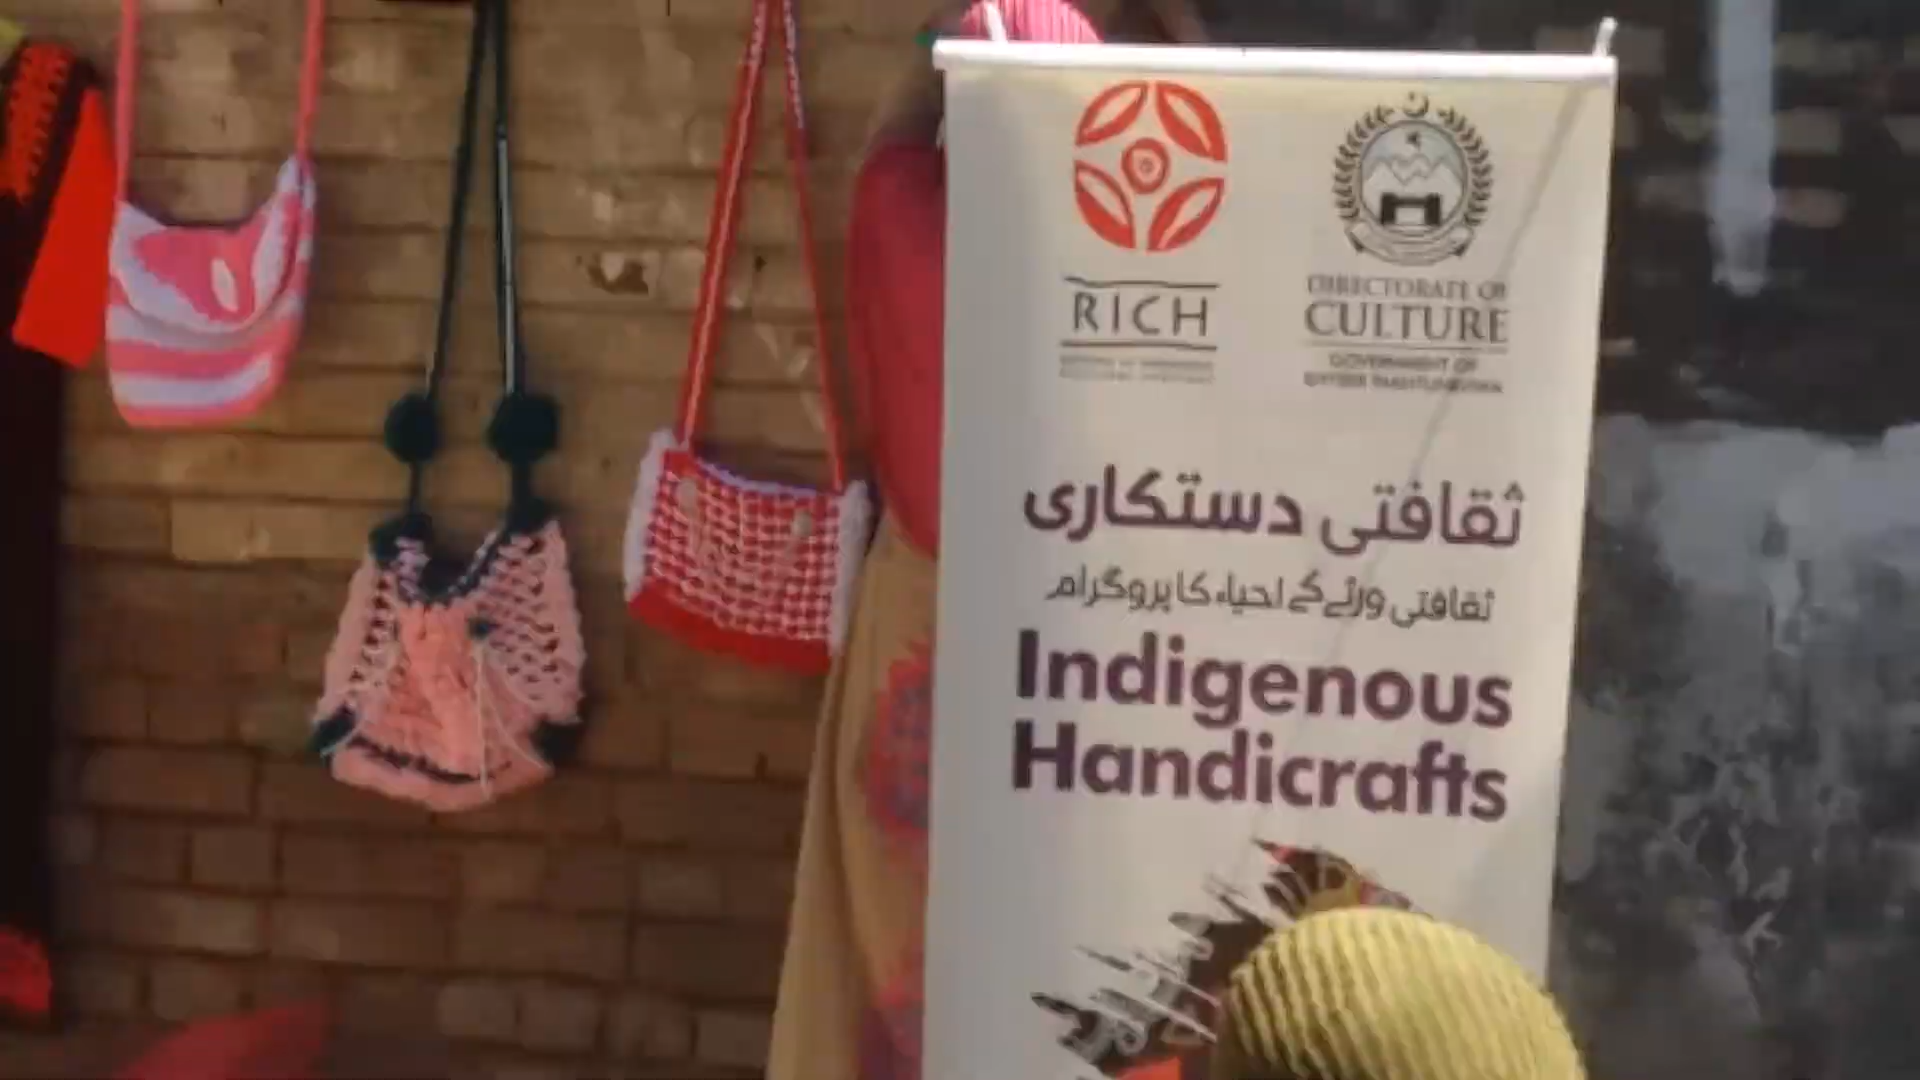 RICH
DIRECTORATE OF
CULTURE
GOVERNMENT OF
KHYBER PAKHTUNKHWA
ثقافتی دستکاری
ثقافتی ورثے کے احیاء کا پروگرام
Indigenous
Handicrafts